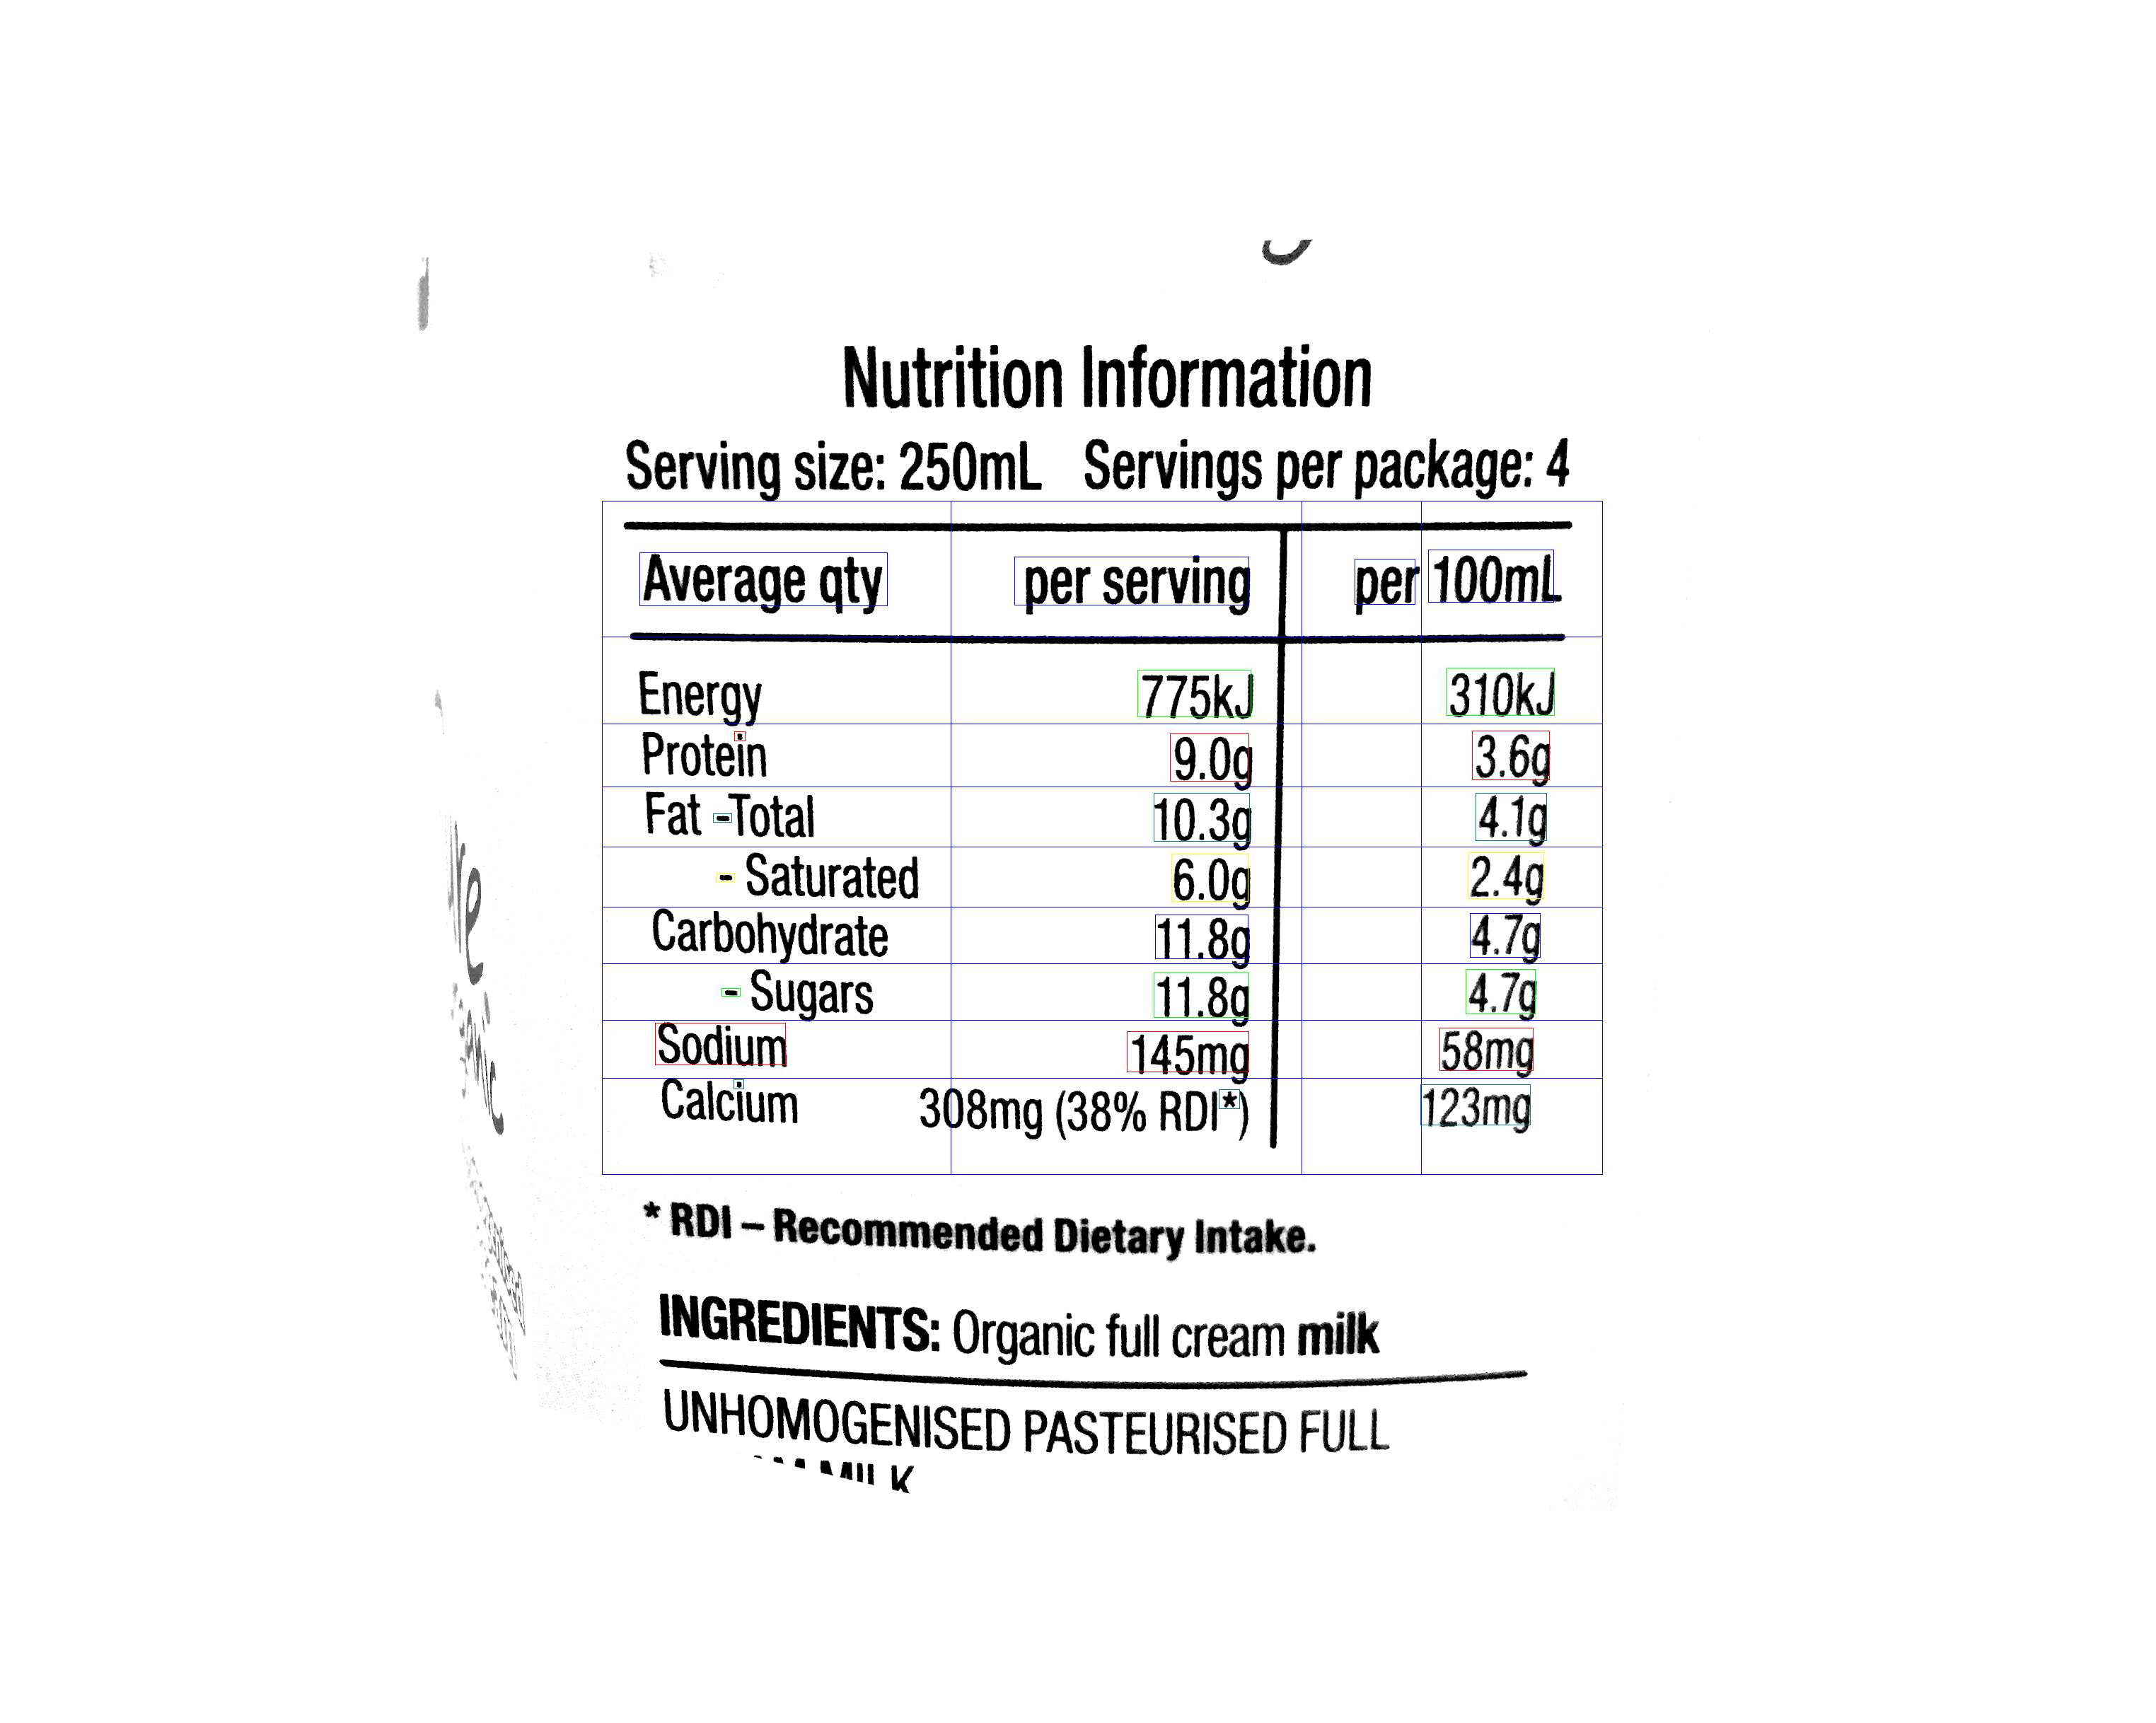 Nutrition Information
Serving size: 250mL Servings per package: 4
Average qty per serving per 100mL
Energy 775kJ 310kJ
Protein 9.0g 3.6g
Fat -Total 10.3g 4.1g
- Saturated 6.0g 2.4g
Carbohydrate 11.8g 4.7g
- Sugars 11.8g 4.7g
Sodium 145mg 58mg
Calcium 308mg (38% RDI*) 123mg
* RDI – Recommended Dietary Intake.
INGREDIENTS: Organic full cream milk
UNHOMOGENISED PASTEURISED FULL
MILK